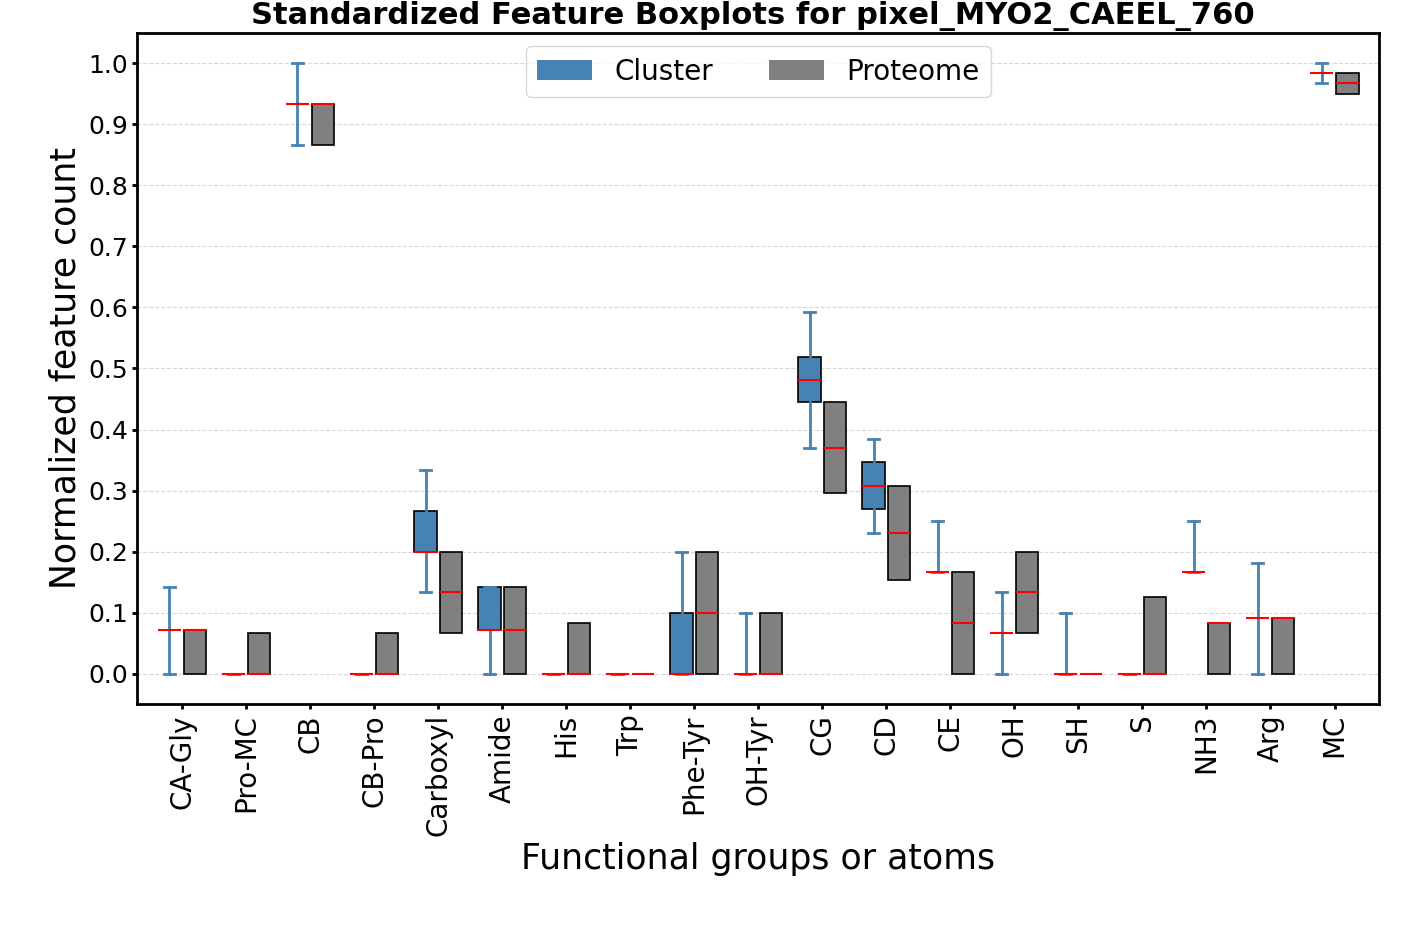 Standardized Feature Boxplots for pixel_MYO2_CAEEL_760
Cluster Proteome
Normalized feature count
1.0
0.9
0.8
0.7
0.6
0.5
0.4
0.3
0.2
0.1
0.0
CA-Gly Pro-MC CB CB-Pro Carboxyl Amide His Trp Phe-Tyr OH-Tyr CG CD CE OH SH S NH3 Arg MC
Functional groups or atoms